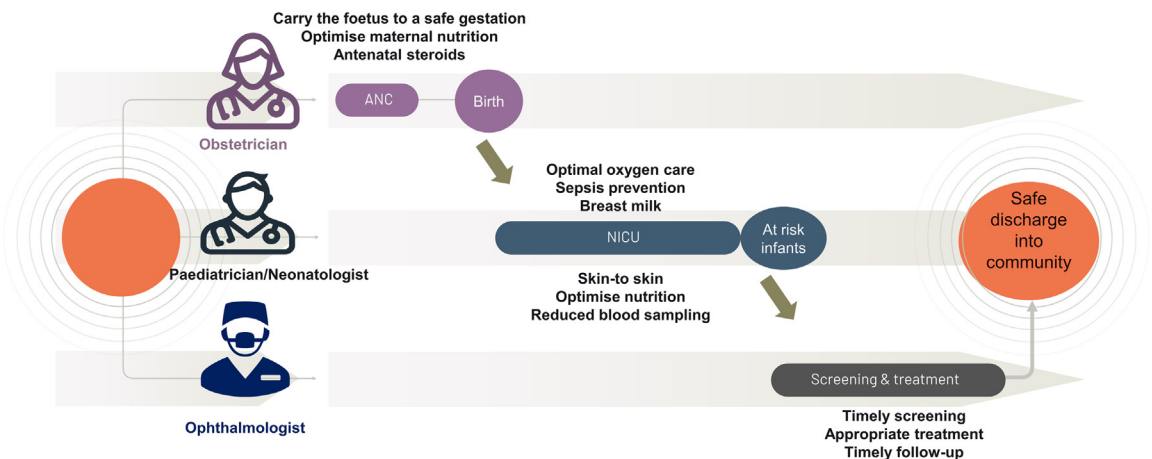 Carry the foetus to a safe gestation
Optimise maternal nutrition
Antenatal steroids
ANC
Birth
Obstetrician
Optimal oxygen care
Sepsis prevention
Breast milk
NICU
At risk
infants
Paediatrician/Neonatologist
Skin-to skin
Optimise nutrition
Reduced blood sampling
Safe
discharge
into
community
Screening & treatment
Ophthalmologist
Timely screening
Appropriate treatment
Timely follow-up